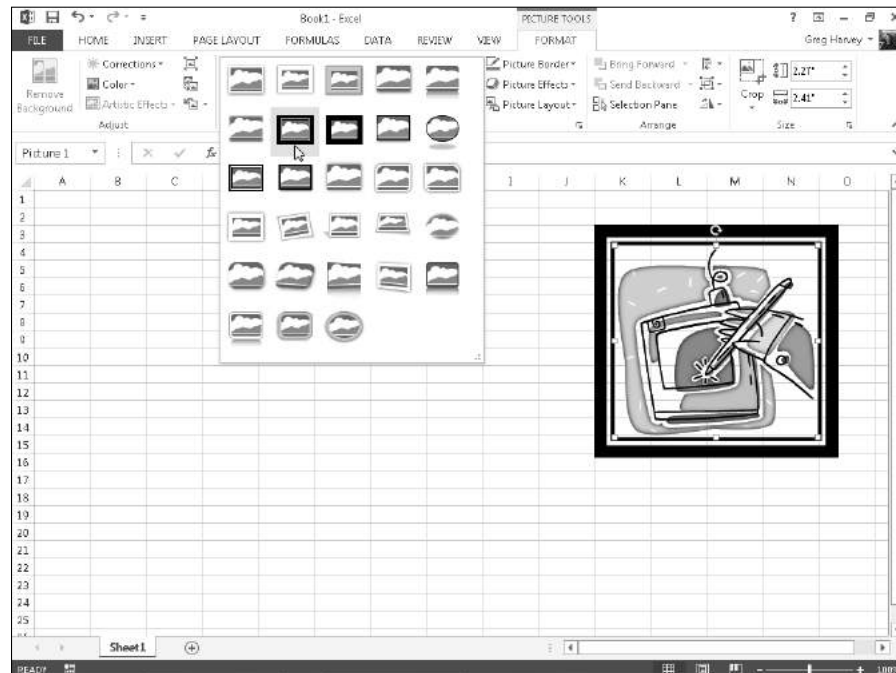 Book1 - Excel
PICTURE TOOLS
?
FILE HOME INSERT PAGE LAYOUT FORMULAS DATA REVIEW VIEW FORMAT
Greg Harvey
Remove Background
Corrections
Color
Artistic Effects
Adjust
Picture Border
Picture Effects
Picture Layout
Bring Forward
Send Backward
Selection Pane
Arrange
Crop
2.27"
2.41"
Size
Picture 1
fx
A B C I J K L M N O
1
2
3
4
5
6
7
8
9
10
11
12
13
14
15
16
17
18
19
20
21
22
23
24
25
Sheet1
READY
100%